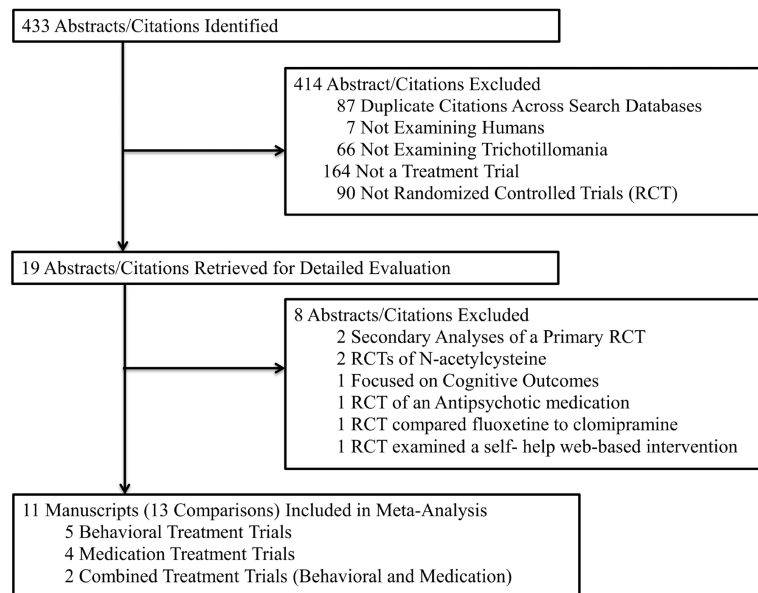 433 Abstracts/Citations Identified
414 Abstract/Citations Excluded
87 Duplicate Citations Across Search Databases
7 Not Examining Humans
66 Not Examining Trichotillomania
164 Not a Treatment Trial
90 Not Randomized Controlled Trials (RCT)
19 Abstracts/Citations Retrieved for Detailed Evaluation
8 Abstracts/Citations Excluded
2 Secondary Analyses of a Primary RCT
2 RCTs of N-acetylcysteine
1 Focused on Cognitive Outcomes
1 RCT of an Antipsychotic medication
1 RCT compared fluoxetine to clomipramine
1 RCT examined a self- help web-based intervention
11 Manuscripts (13 Comparisons) Included in Meta-Analysis
5 Behavioral Treatment Trials
4 Medication Treatment Trials
2 Combined Treatment Trials (Behavioral and Medication)